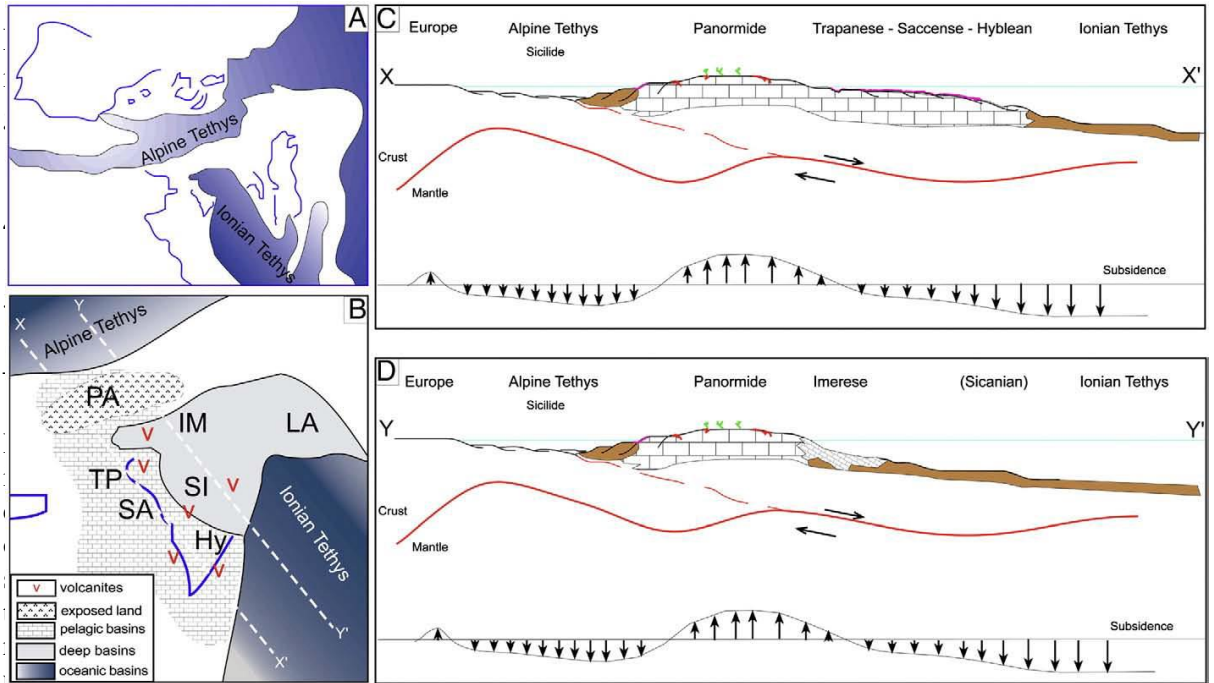 A
Alpine Tethys
Ionian Tethys
B
X
Y
Alpine Tethys
PA
IM
LA
v
TP
v
SI
v
SA
v
Hy
v
v
Ionian Tethys
Y'
X'
v volcanites
exposed land
pelagic basins
deep basins
oceanic basins
C
Europe Alpine Tethys Panormide Trapanese - Saccense - Hyblean Ionian Tethys
Sicilide
X X'
Crust
Mantle
Subsidence
D
Europe Alpine Tethys Panormide Imerese (Sicanian) Ionian Tethys
Sicilide
Y Y'
Crust
Mantle
Subsidence